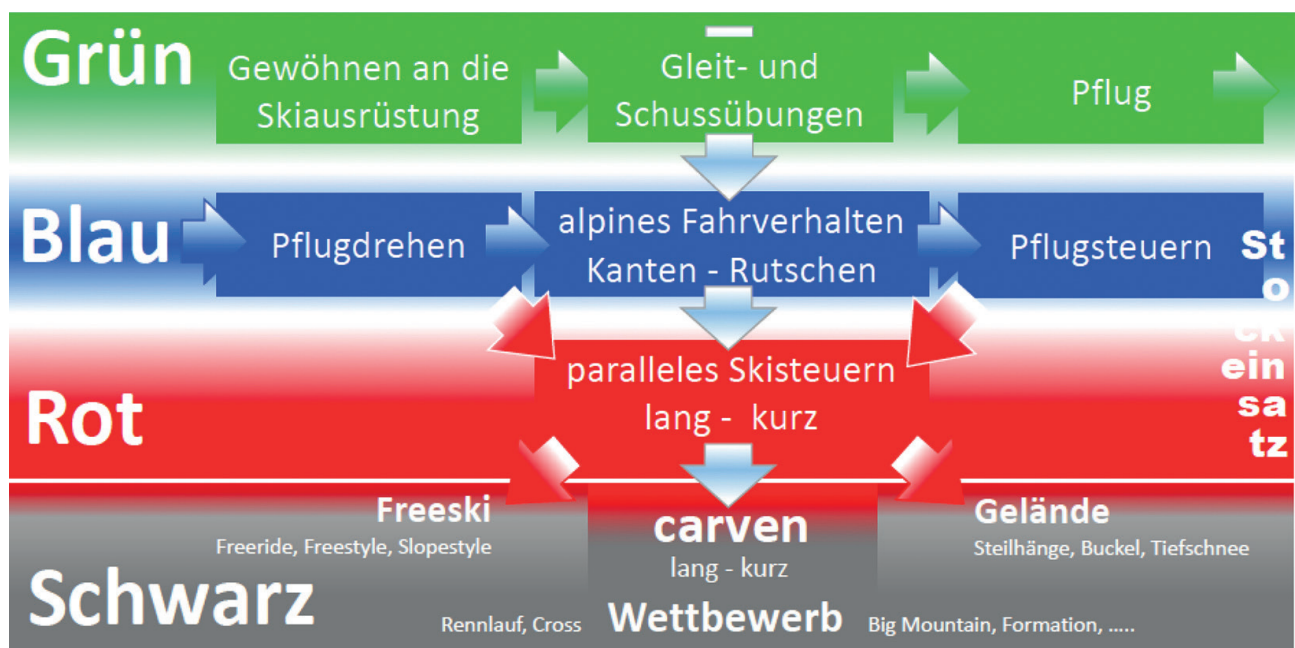 Grün
Gewöhnen an die
Skiausrüstung
Gleit- und
Schussübungen
Pflug
Blau
Pflugdrehen
alpines Fahrverhalten
Kanten - Rutschen
Pflugsteuern
St
o
ck
ein
sa
tz
Rot
paralleles Skisteuern
lang - kurz
Schwarz
Freeski
Freeride, Freestyle, Slopestyle
carven
lang - kurz
Gelände
Steilhänge, Buckel, Tiefschnee
Rennlauf, Cross Wettbewerb Big Mountain, Formation, .....